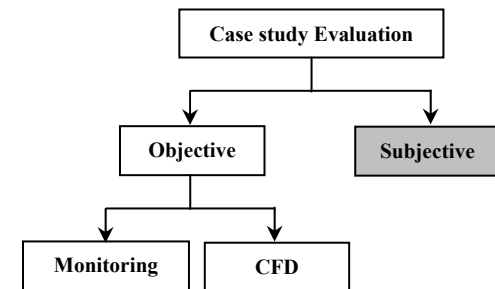 Case study Evaluation
Objective
Subjective
Monitoring
CFD